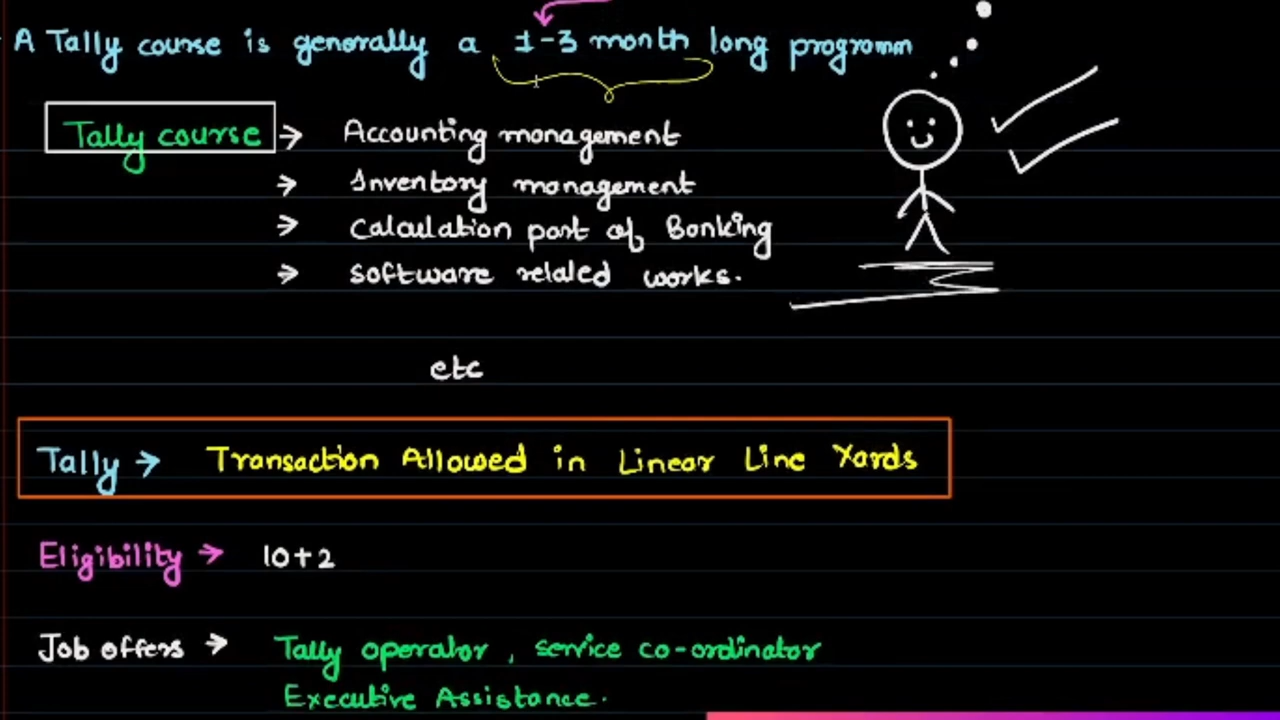 A Tally course is generally a 1-3 month long programm
Tally course → Accounting management
→ Inventory management
→ Calculation part of Banking
→ Software related works.
etc
Tally → Transaction Allowed in Linear Line Yards
Eligibility → 10+2
Job offers → Tally operator, service co-ordinator
Executive Assistance.